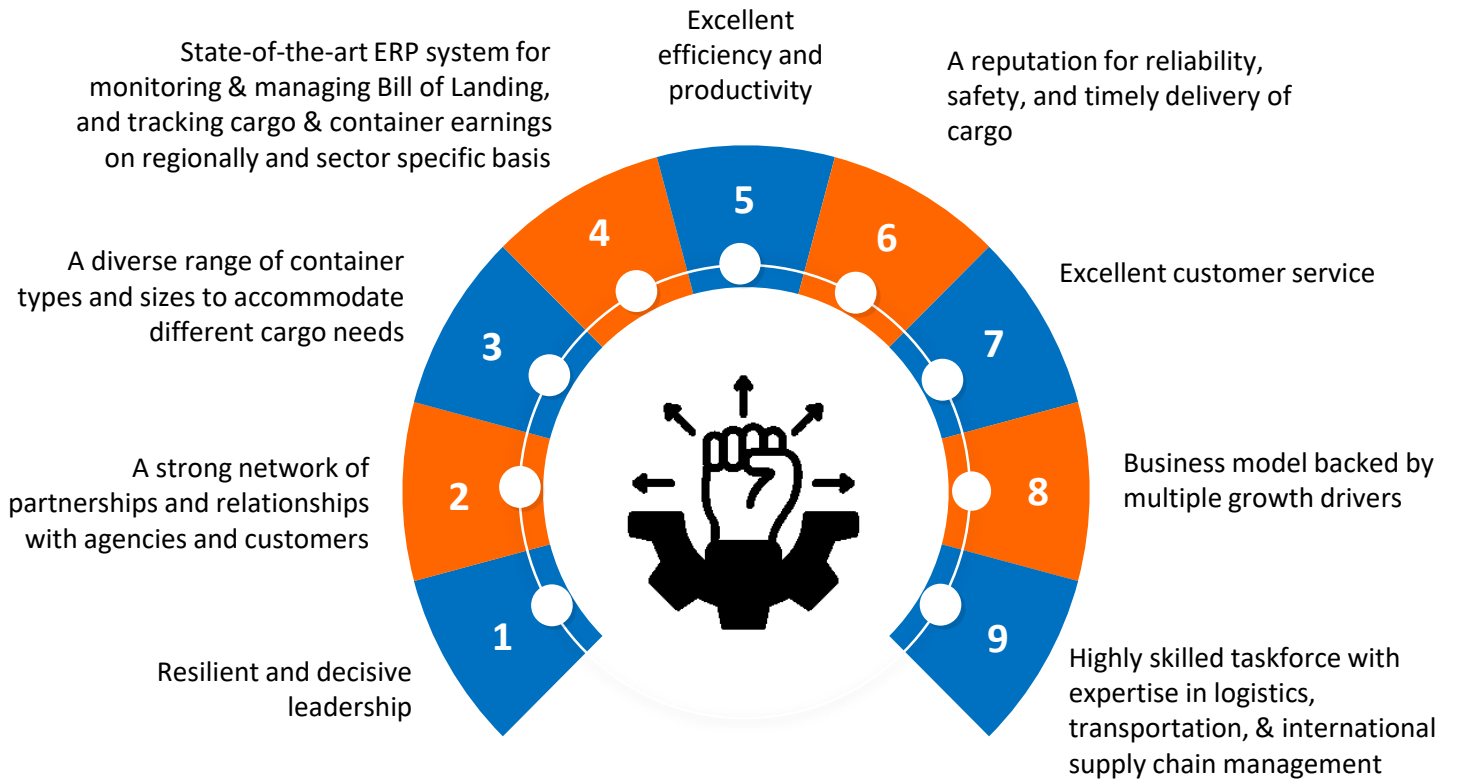 1
Resilient and decisive
leadership
2
A strong network of
partnerships and relationships
with agencies and customers
3
A diverse range of container
types and sizes to accommodate
different cargo needs
4
State-of-the-art ERP system for
monitoring & managing Bill of Landing,
and tracking cargo & container earnings
on regionally and sector specific basis
5
Excellent
efficiency and
productivity
6
A reputation for reliability,
safety, and timely delivery of
cargo
7
Excellent customer service
8
Business model backed by
multiple growth drivers
9
Highly skilled taskforce with
expertise in logistics,
transportation, & international
supply chain management